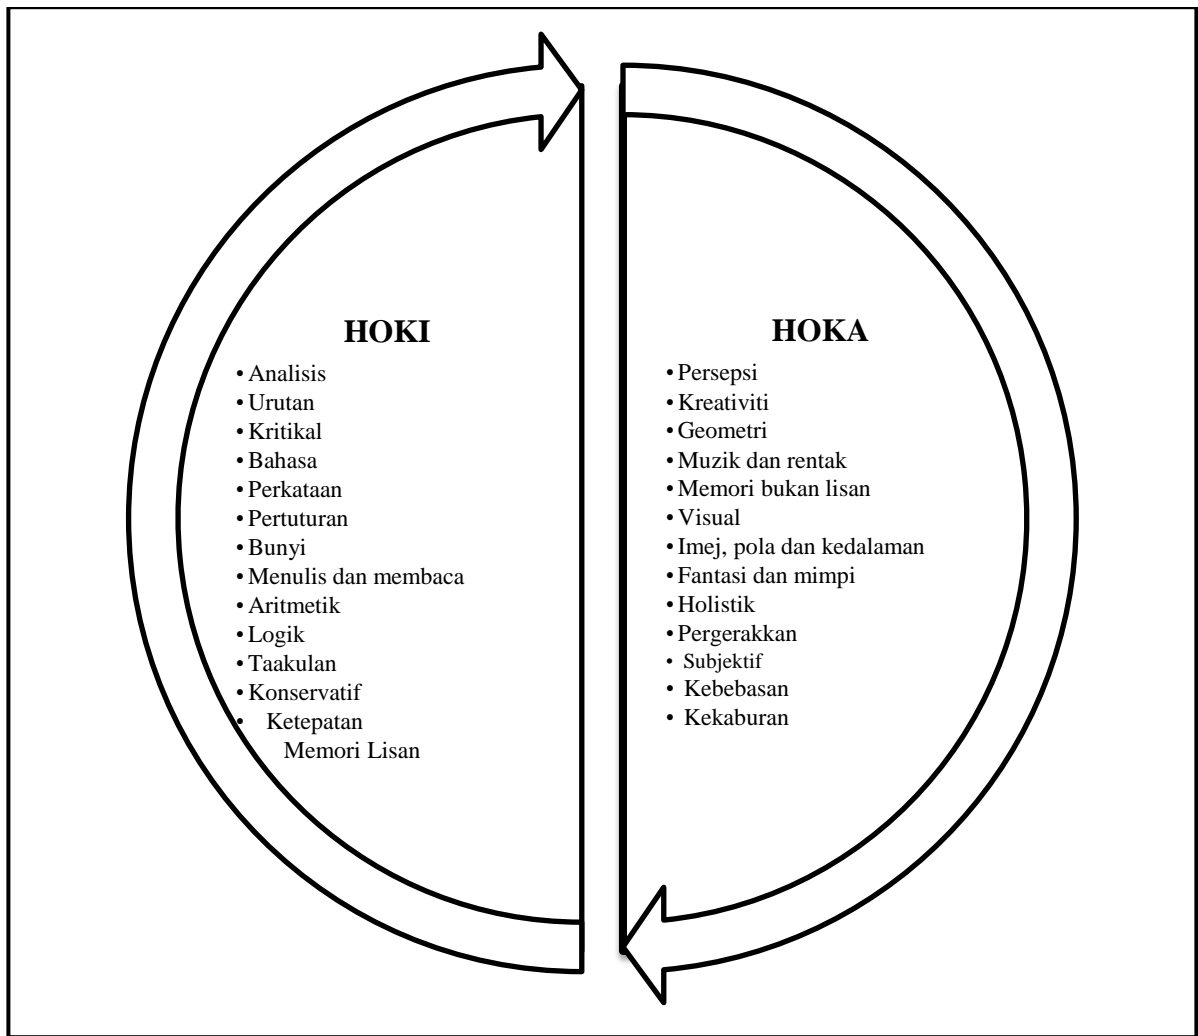 HOKI
• Analisis
• Urutan
• Kritikal
• Bahasa
• Perkataan
• Pertuturan
• Bunyi
• Menulis dan membaca
• Aritmetik
• Logik
• Taakulan
• Konservatif
• Ketepatan
Memori Lisan
HOKA
• Persepsi
• Kreativiti
• Geometri
• Muzik dan rentak
• Memori bukan lisan
• Visual
• Imej, pola dan kedalaman
• Fantasi dan mimpi
• Holistik
• Pergerakkan
• Subjektif
• Kebebasan
• Kekaburan